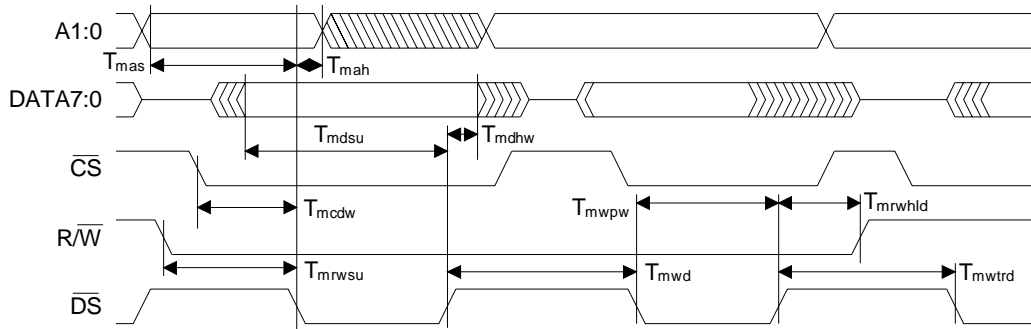 A1:0
Tmas
Tmah
DATA7:0
Tmdsu
Tmdhw
CS
Tmcdw
Tmwpw
Tmrwhld
R/W
Tmrwsu
Tmwd
Tmwtrd
DS